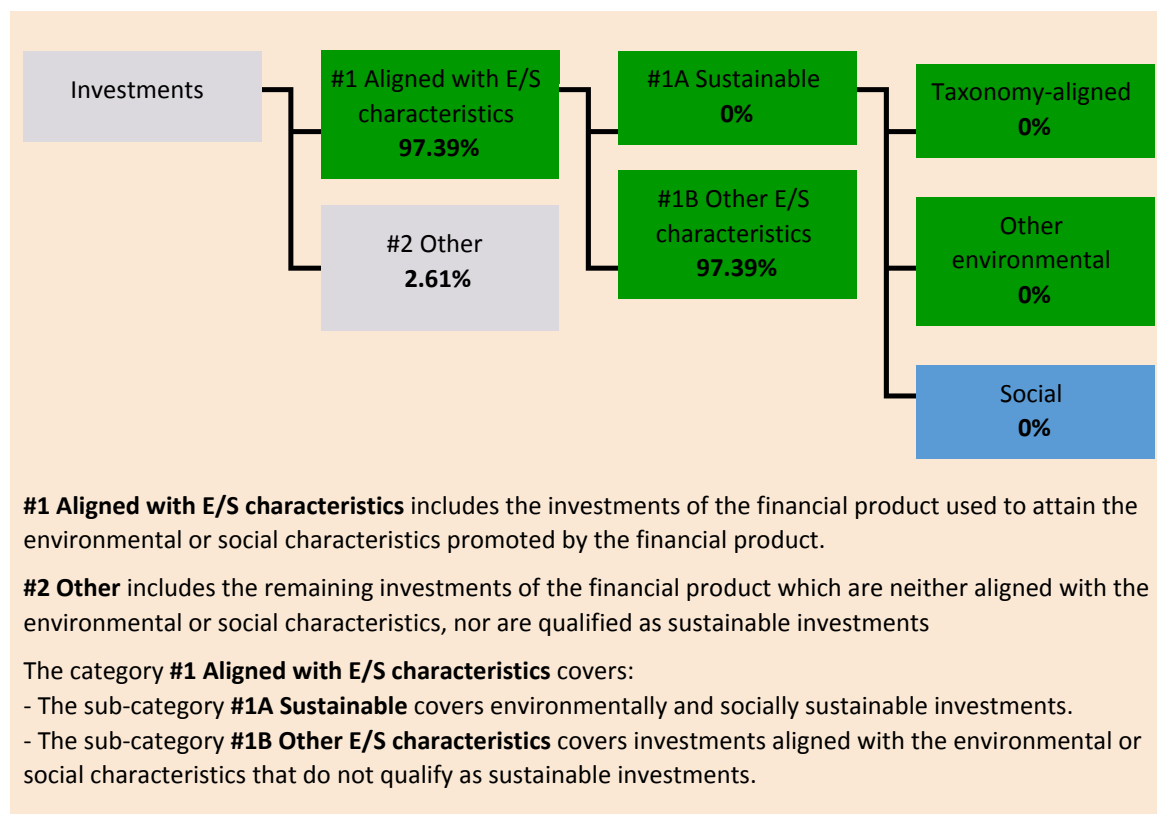 Investments
#1 Aligned with E/S
characteristics
97.39%
#2 Other
2.61%
#1A Sustainable
0%
#1B Other E/S
characteristics
97.39%
Taxonomy-aligned
0%
Other
environmental
0%
Social
0%
#1 Aligned with E/S characteristics includes the investments of the financial product used to attain the
environmental or social characteristics promoted by the financial product.
#2 Other includes the remaining investments of the financial product which are neither aligned with the
environmental or social characteristics, nor are qualified as sustainable investments
The category #1 Aligned with E/S characteristics covers:
- The sub-category #1A Sustainable covers environmentally and socially sustainable investments.
- The sub-category #1B Other E/S characteristics covers investments aligned with the environmental or
social characteristics that do not qualify as sustainable investments.